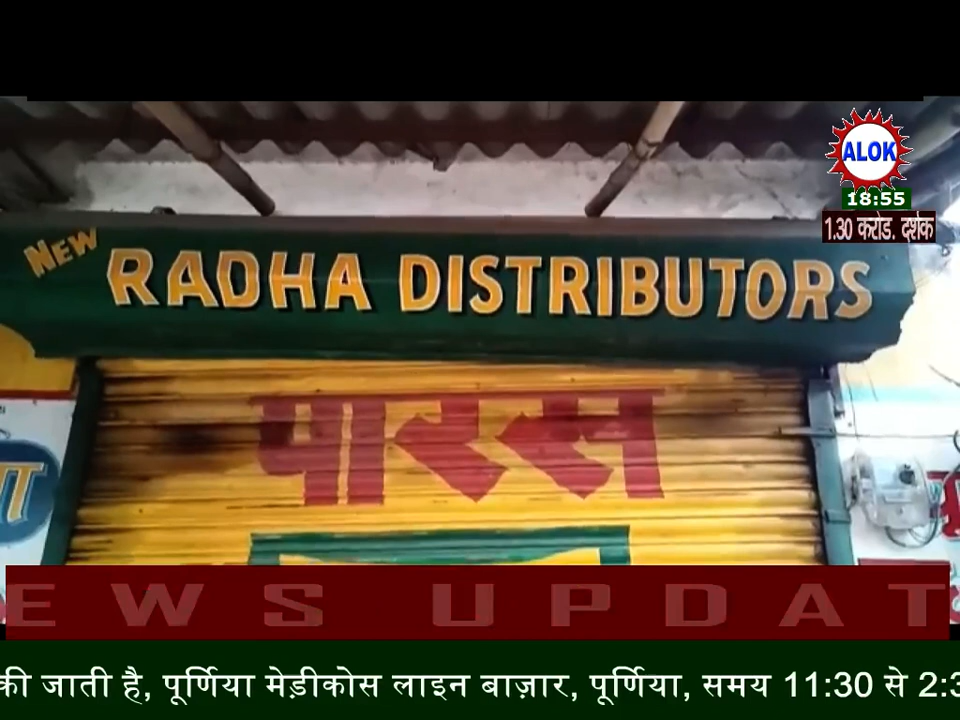 ALOK
18:55
1.30 करोड. दर्शक
NEW
RADHA DISTRIBUTORS
पारस
EWS UPDAT
की जाती है, पूर्णिया मेड़ीकोस लाइन बाज़ार, पूर्णिया, समय 11:30 से 2:3